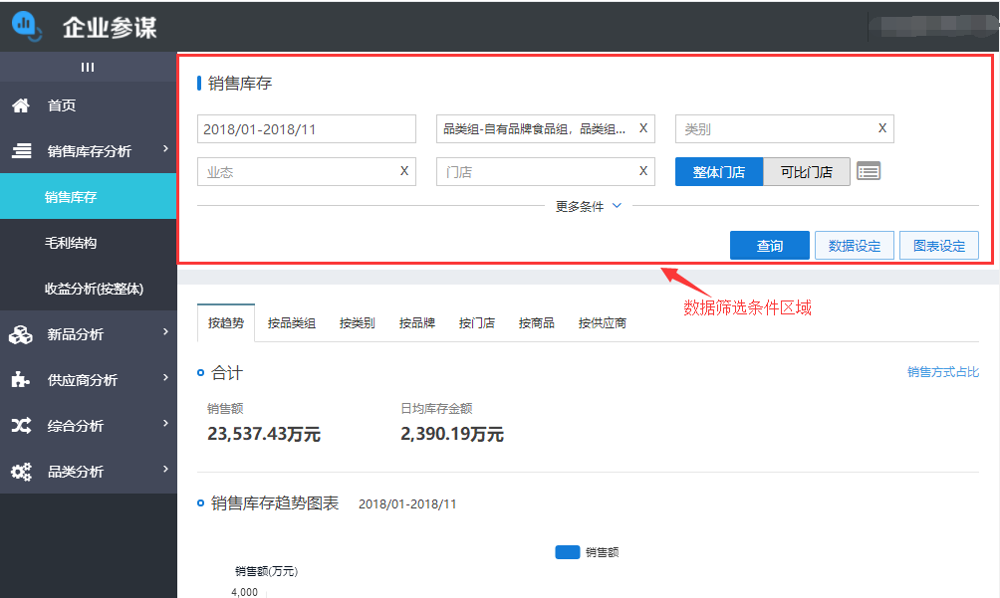 企业参谋
首页
销售库存分析
销售库存
毛利结构
收益分析(按整体)
新品分析
供应商分析
综合分析
品类分析
销售库存
2018/01-2018/11 品类组-自有品牌食品组，品类组... X 类别 X
业态 X 门店 X 整体门店 可比门店
更多条件
查询 数据设定 图表设定
数据筛选条件区域
按趋势 按品类组 按类别 按品牌 按门店 按商品 按供应商
合计 销售方式占比
销售额 日均库存金额
23,537.43万元 2,390.19万元
销售库存趋势图表 2018/01-2018/11
销售额
销售额(万元)
4,000